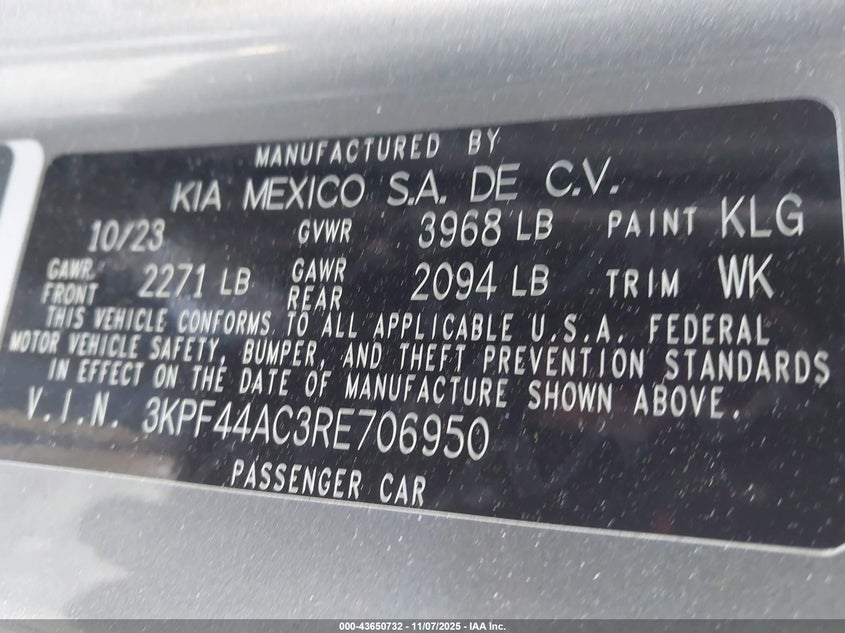 MANUFACTURED BY
KIA MEXICO S.A. DE C.V.
10/23 GVWR 3968 LB PAINT KLG
GAWR FRONT 2271 LB GAWR REAR 2094 LB TRIM WK
THIS VEHICLE CONFORMS TO ALL APPLICABLE U.S.A. FEDERAL
MOTOR VEHICLE SAFETY, BUMPER, AND THEFT PREVENTION STANDARDS
IN EFFECT ON THE DATE OF MANUFACTURE SHOWN ABOVE.
V.I.N. 3KPF44AC3RE706950
PASSENGER CAR
000-43650732 - 11/07/2025 - IAA Inc.